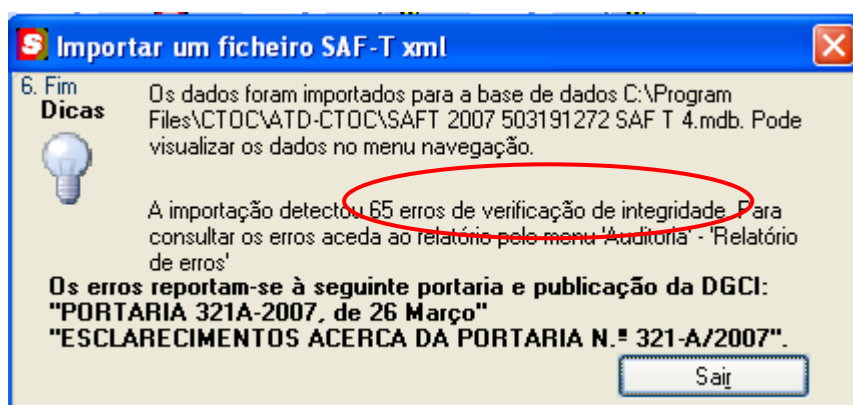 S Importar um ficheiro SAF-T xml
6. Fim
Dicas
Os dados foram importados para a base de dados C:\Program
Files\CTOC\ATD-CTOC\SAFT 2007 503191272 SAF T 4.mdb. Pode
visualizar os dados no menu navegação.
A importação detectou 65 erros de verificação de integridade. Para
consultar os erros aceda ao relatório pelo menu 'Auditoria' - 'Relatório
de erros'
Os erros reportam-se à seguinte portaria e publicação da DGCI:
"PORTARIA 321A-2007, de 26 Março"
"ESCLARECIMENTOS ACERCA DA PORTARIA N.º 321-A/2007".
Sair